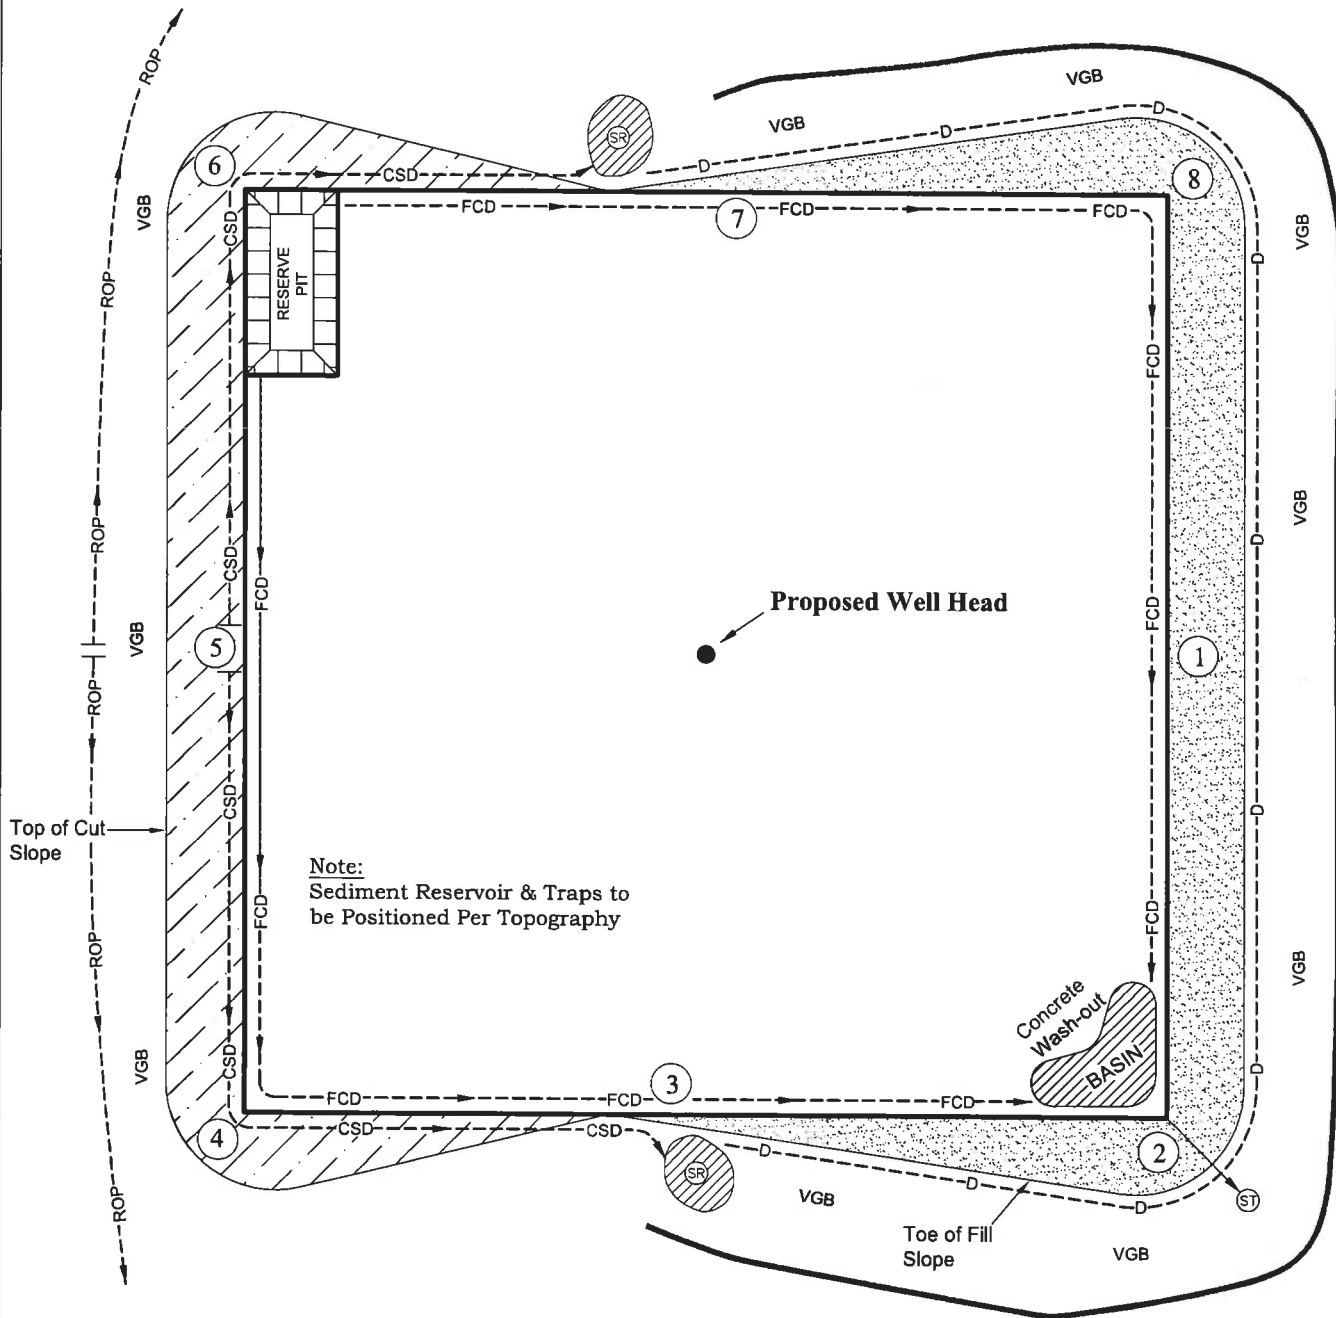 ROP
VGB
VGB
SR
D
D
D
6
CSD
8
VGB
CSD
FCD
7
FCD
FCD
VGB
D
RESERVE
PIT
ROP
FCD
VGB
ROP
CSD
D
FCD
Proposed Well Head
FCD
VGB
5
1
ROP
CSD
D
Top of Cut
Slope
Note:
Sediment Reservoir & Traps to
be Positioned Per Topography
FCD
FCD
ROP
VGB
Concrete
Wash-out
BASIN
VGB
CSD
D
3
FCD
FCD
FCD
4
CSD
CSD
2
SR
D
D
D
ST
VGB
ROP
Toe of Fill
Slope
VGB